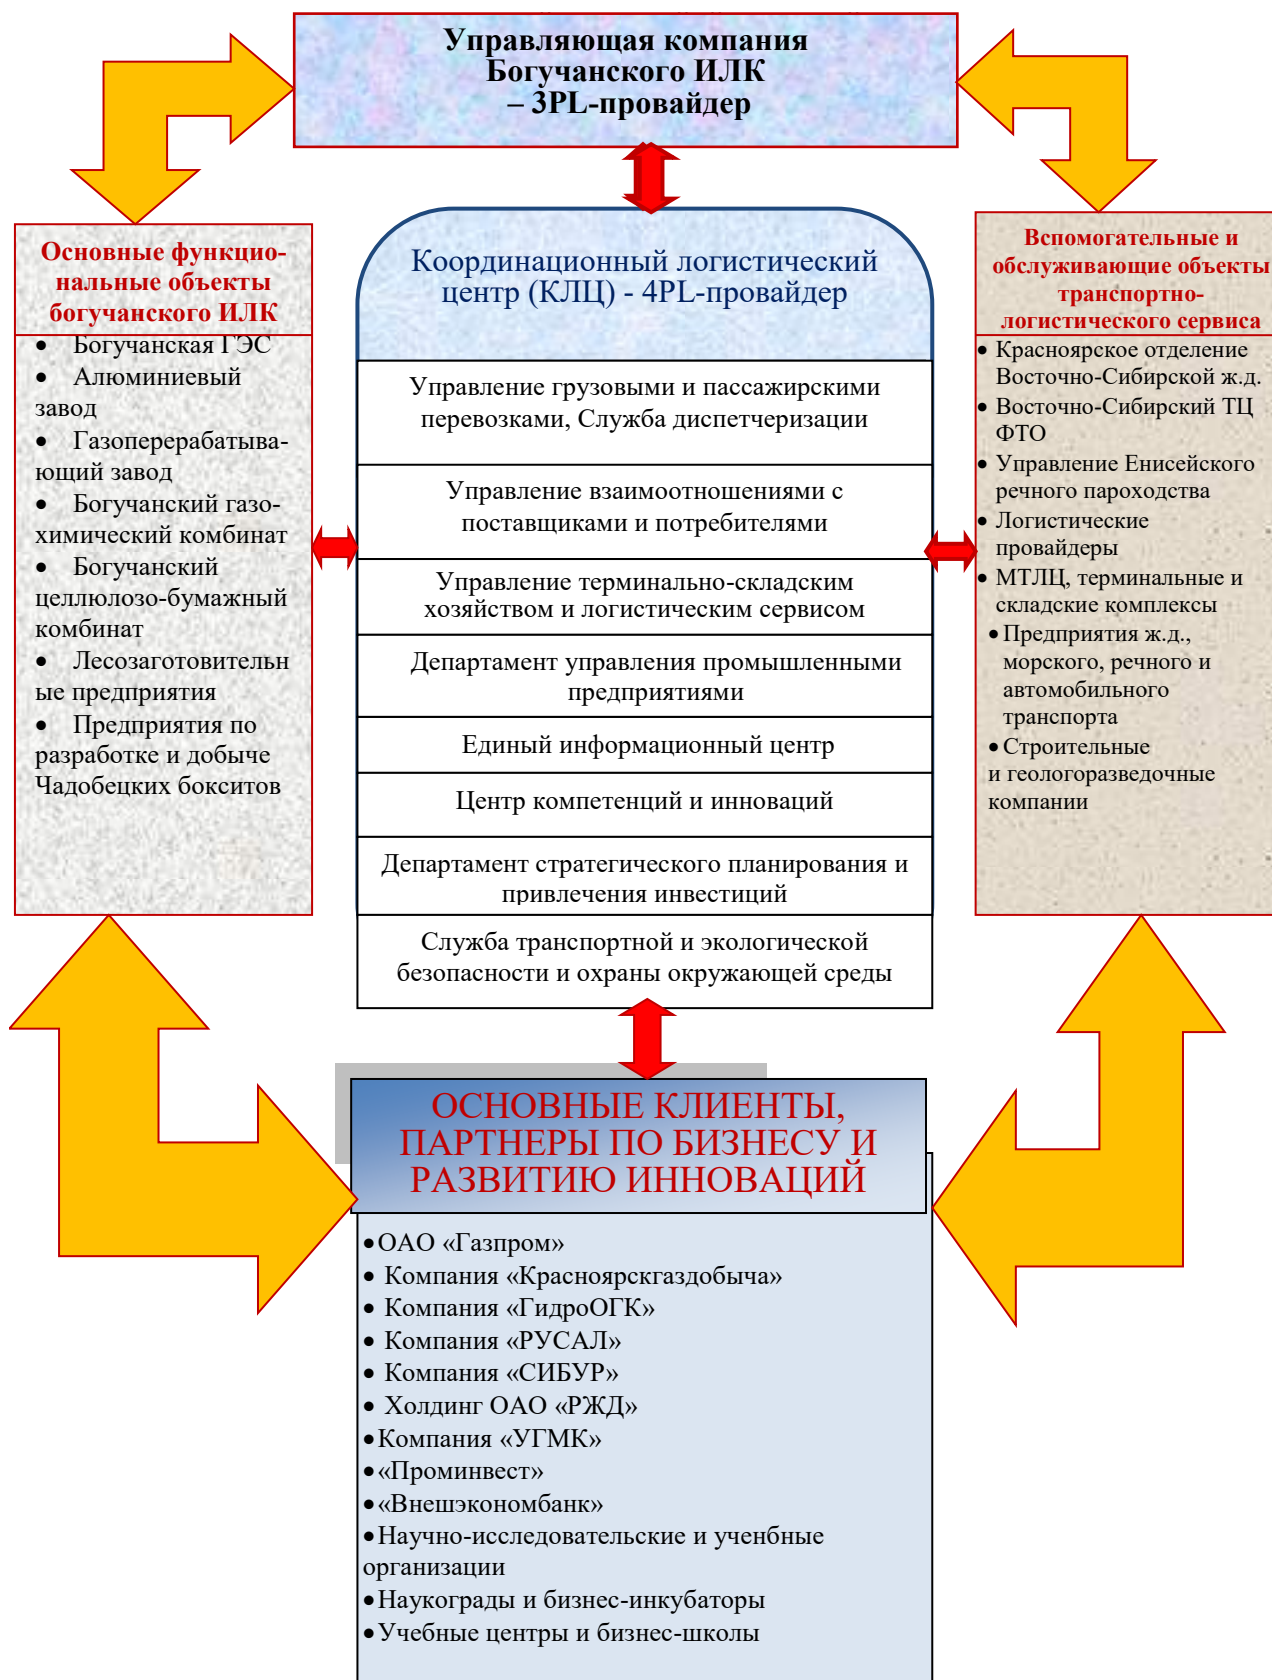 Управляющая компания
Богучанского ИЛК
– 3PL-провайдер
Основные функцио-
нальные объекты
богучанского ИЛК
• Богучанская ГЭС
• Алюминиевый
завод
• Газоперерабатыва-
ющий завод
• Богучанский газо-
химический комбинат
• Богучанский
целлюлозо-бумажный
комбинат
• Лесозаготовительн
ые предприятия
• Предприятия по
разработке и добыче
Чадобецких бокситов
Координационный логистический
центр (КЛЦ) - 4PL-провайдер
Управление грузовыми и пассажирскими
перевозками, Служба диспетчеризации
Управление взаимоотношениями с
поставщиками и потребителями
Управление терминально-складским
хозяйством и логистическим сервисом
Департамент управления промышленными
предприятиями
Единый информационный центр
Центр компетенций и инноваций
Департамент стратегического планирования и
привлечения инвестиций
Служба транспортной и экологической
безопасности и охраны окружающей среды
Вспомогательные и
обслуживающие объекты
транспортно-
логистического сервиса
• Красноярское отделение
Восточно-Сибирской ж.д.
• Восточно-Сибирский ТЦ
ФТО
• Управление Енисейского
речного пароходства
• Логистические
провайдеры
• МТЛЦ, терминальные и
складские комплексы
• Предприятия ж.д.,
морского, речного и
автомобильного
транспорта
• Строительные
и геологоразведочные
компании
ОСНОВНЫЕ КЛИЕНТЫ,
ПАРТНЕРЫ ПО БИЗНЕСУ И
РАЗВИТИЮ ИННОВАЦИЙ
• ОАО «Газпром»
• Компания «Красноярскгаздобыча»
• Компания «ГидроОГК»
• Компания «РУСАЛ»
• Компания «СИБУР»
• Холдинг ОАО «РЖД»
• Компания «УГМК»
• «Проминвест»
• «Внешэкономбанк»
• Научно-исследовательские и ученбные
организации
• Наукограды и бизнес-инкубаторы
• Учебные центры и бизнес-школы